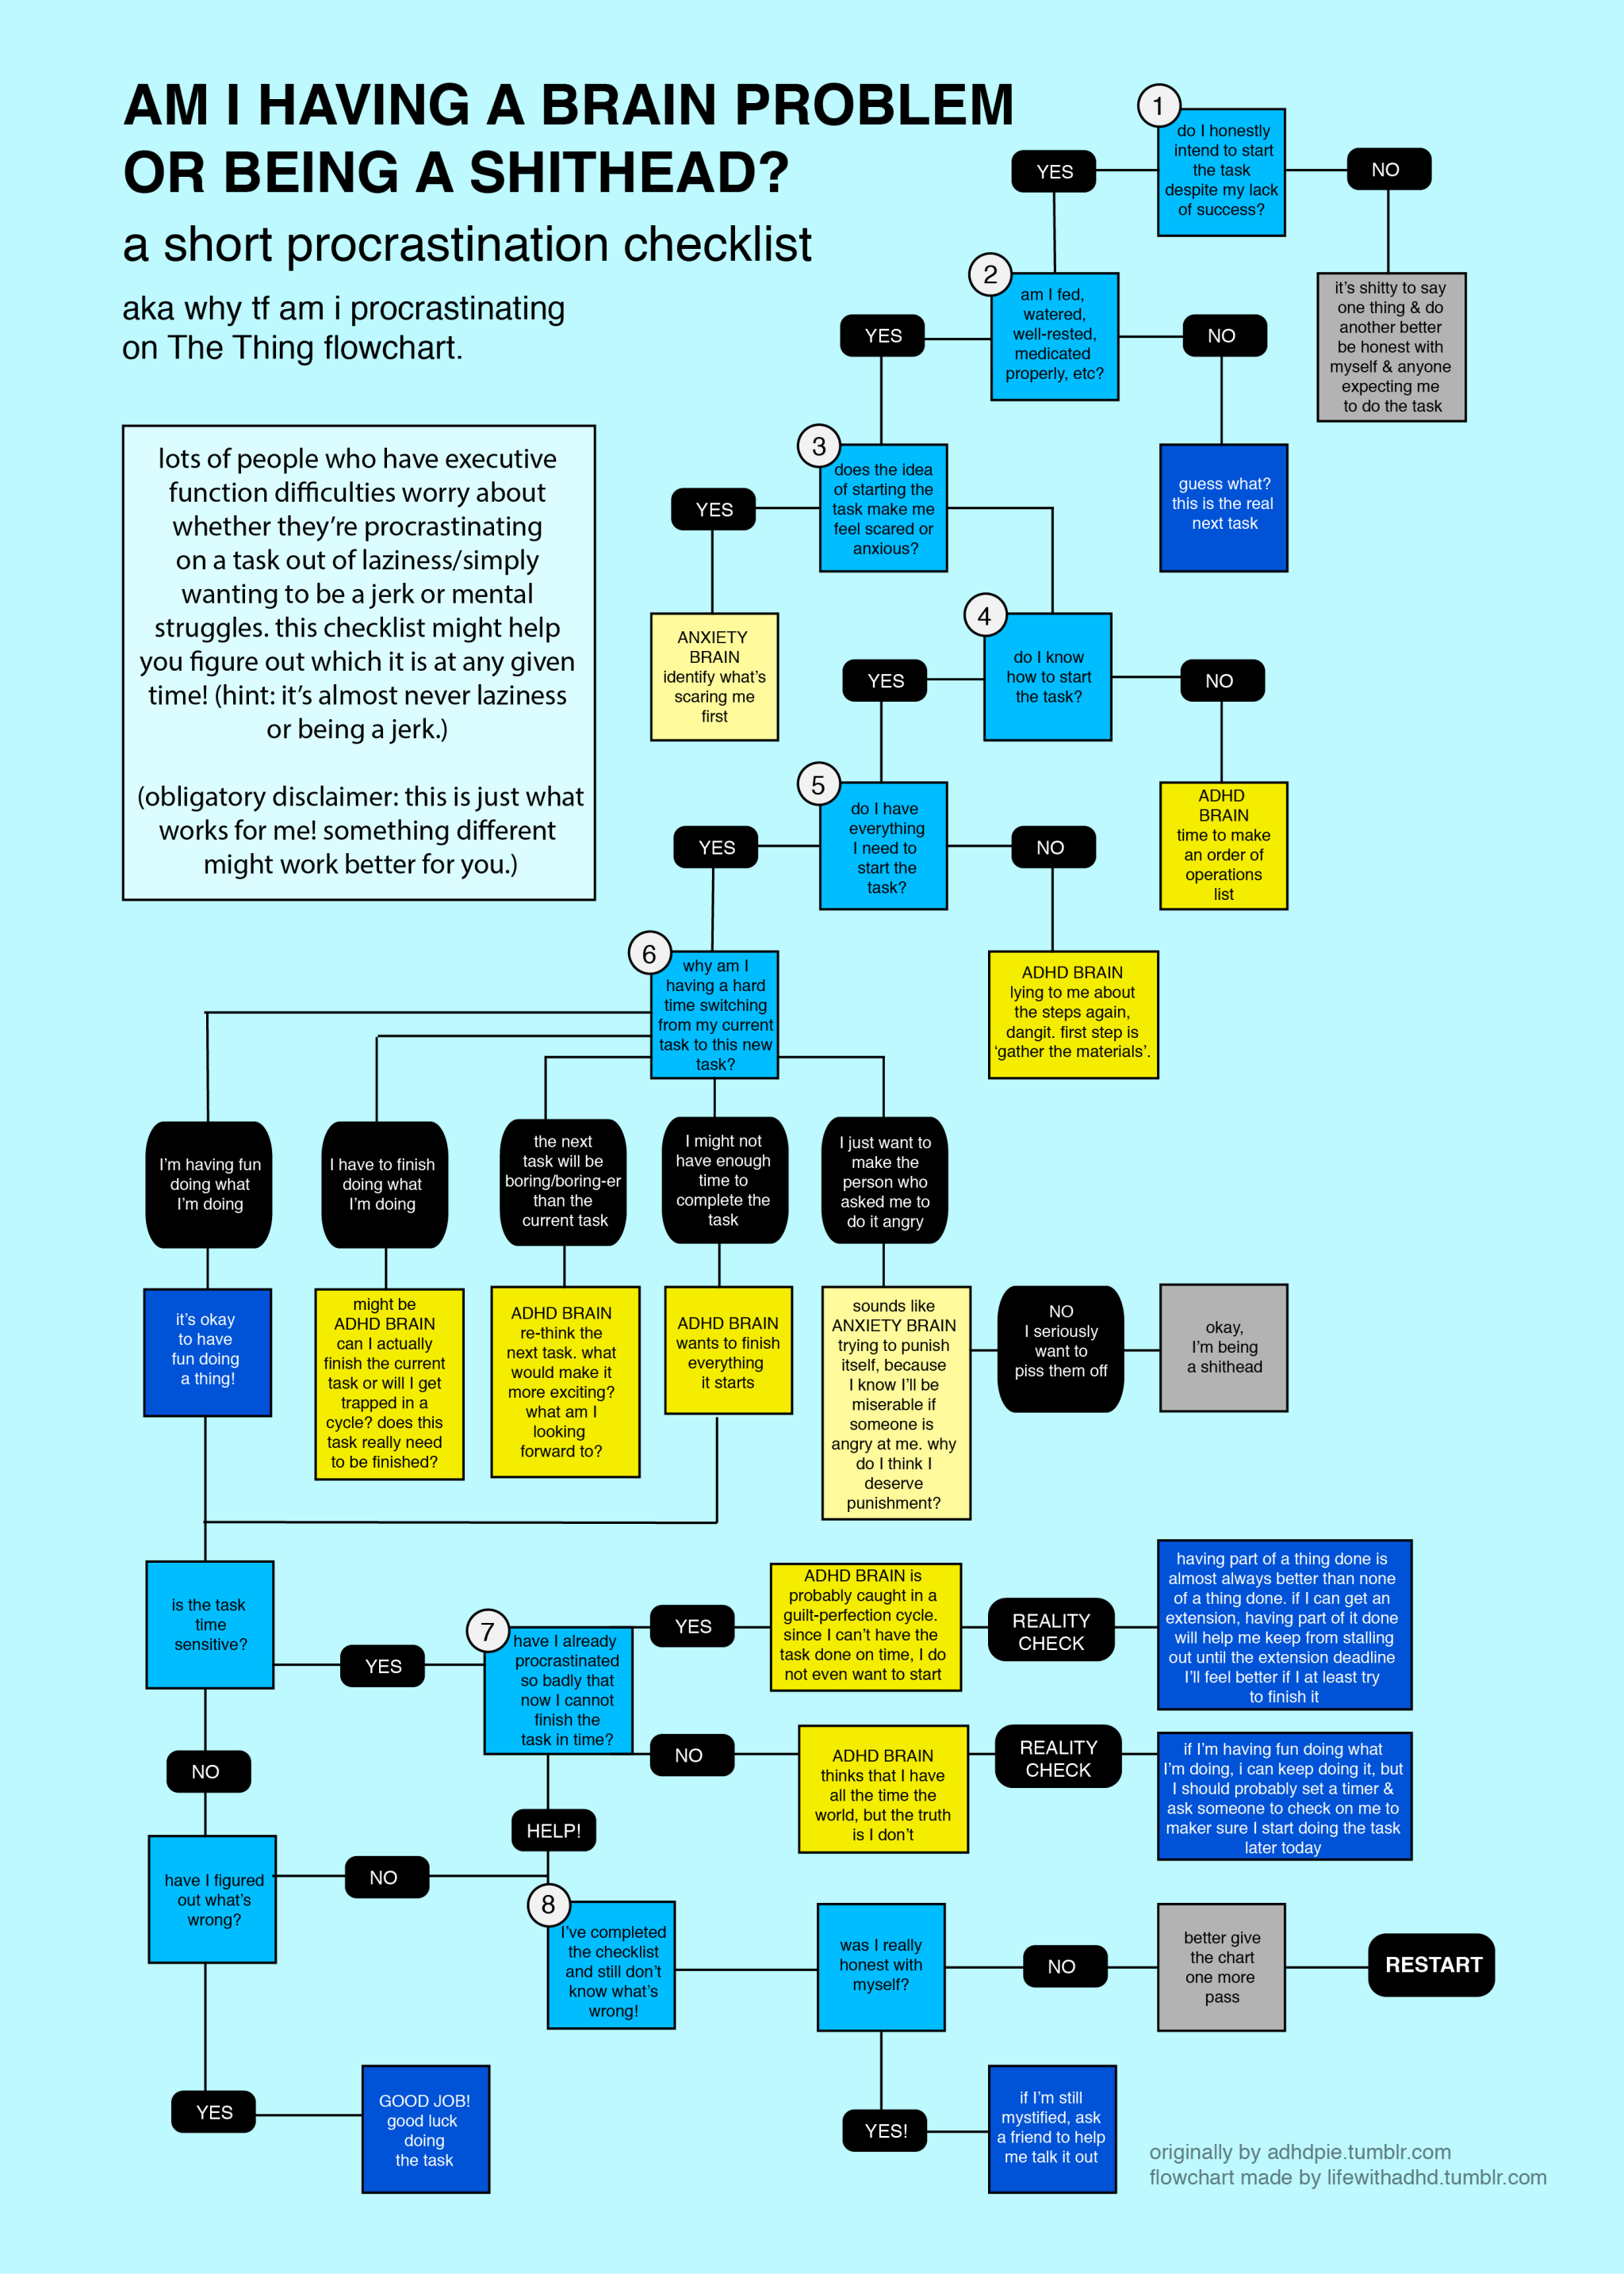 AM I HAVING A BRAIN PROBLEM
OR BEING A SHITHEAD?
a short procrastination checklist
aka why tf am i procrastinating
on The Thing flowchart.
lots of people who have executive
function difficulties worry about
whether they're procrastinating
on a task out of laziness/simply
wanting to be a jerk or mental
struggles. this checklist might help
you figure out which it is at any given
time! (hint: it's almost never laziness
or being a jerk.)
(obligatory disclaimer: this is just what
works for me! something different
might work better for you.)
1
do I honestly
intend to start
the task
despite my lack
of success?
YES
NO
it's shitty to say
one thing & do
another better
be honest with
myself & anyone
expecting me
to do the task
2
am I fed,
watered,
well-rested,
medicated
properly, etc?
YES
NO
guess what?
this is the real
next task
3
does the idea
of starting the
task make me
feel scared or
anxious?
YES
ANXIETY
BRAIN
identify what's
scaring me
first
4
do I know
how to start
the task?
YES
NO
ADHD
BRAIN
time to make
an order of
operations
list
5
do I have
everything
I need to
start the
task?
YES
NO
ADHD BRAIN
lying to me about
the steps again,
dangit. first step is
'gather the materials'.
6
why am I
having a hard
time switching
from my current
task to this new
task?
I'm having fun
doing what
I'm doing
I have to finish
doing what
I'm doing
the next
task will be
boring/boring-er
than the
current task
I might not
have enough
time to
complete the
task
I just want to
make the
person who
asked me to
do it angry
it's okay
to have
fun doing
a thing!
might be
ADHD BRAIN
can I actually
finish the current
task or will I get
trapped in a
cycle? does this
task really need
to be finished?
ADHD BRAIN
re-think the
next task. what
would make it
more exciting?
what am I
looking
forward to?
ADHD BRAIN
wants to finish
everything
it starts
sounds like
ANXIETY BRAIN
trying to punish
itself, because
I know I'll be
miserable if
someone is
angry at me. why
do I think I
deserve
punishment?
NO
I seriously
want to
piss them off
okay,
I'm being
a shithead
is the task
time
sensitive?
YES
NO
7
have I already
procrastinated
so badly that
now I cannot
finish the
task in time?
YES
ADHD BRAIN is
probably caught in a
guilt-perfection cycle.
since I can't have the
task done on time, I do
not even want to start
REALITY
CHECK
having part of a thing done is
almost always better than none
of a thing done. if I can get an
extension, having part of it done
will help me keep from stalling
out until the extension deadline
I'll feel better if I at least try
to finish it
NO
ADHD BRAIN
thinks that I have
all the time the
world, but the truth
is I don't
REALITY
CHECK
if I'm having fun doing what
I'm doing, i can keep doing it, but
I should probably set a timer &
ask someone to check on me to
maker sure I start doing the task
later today
HELP!
have I figured
out what's
wrong?
NO
8
I've completed
the checklist
and still don't
know what's
wrong!
was I really
honest with
myself?
NO
better give
the chart
one more
pass
RESTART
YES
GOOD JOB!
good luck
doing
the task
YES!
if I'm still
mystified, ask
a friend to help
me talk it out
originally by adhdpie.tumblr.com
flowchart made by lifewithadhd.tumblr.com